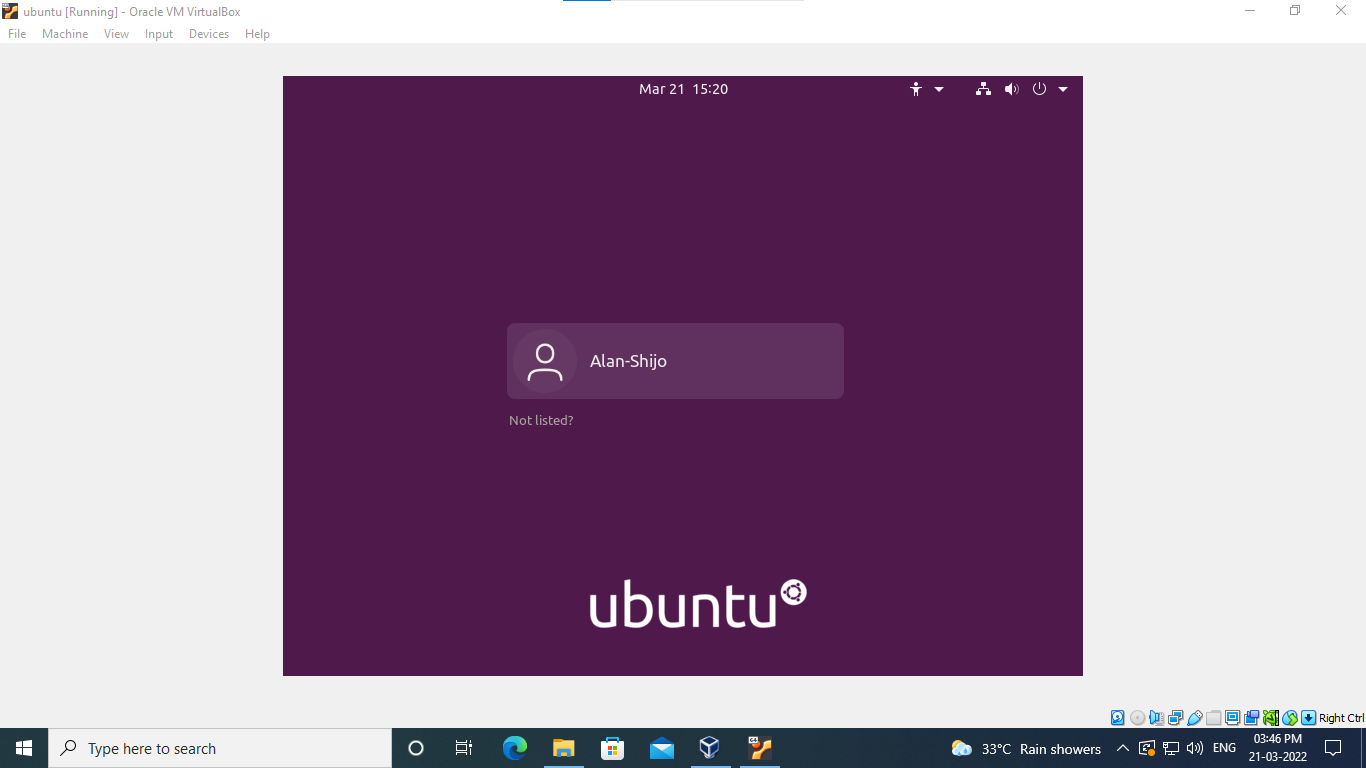 ubuntu [Running] - Oracle VM VirtualBox
File Machine View Input Devices Help
Mar 21 15:20
Alan-Shijo
Not listed?
ubuntu
Right Ctrl
Type here to search
33°C Rain showers
ENG
03:46 PM
21-03-2022